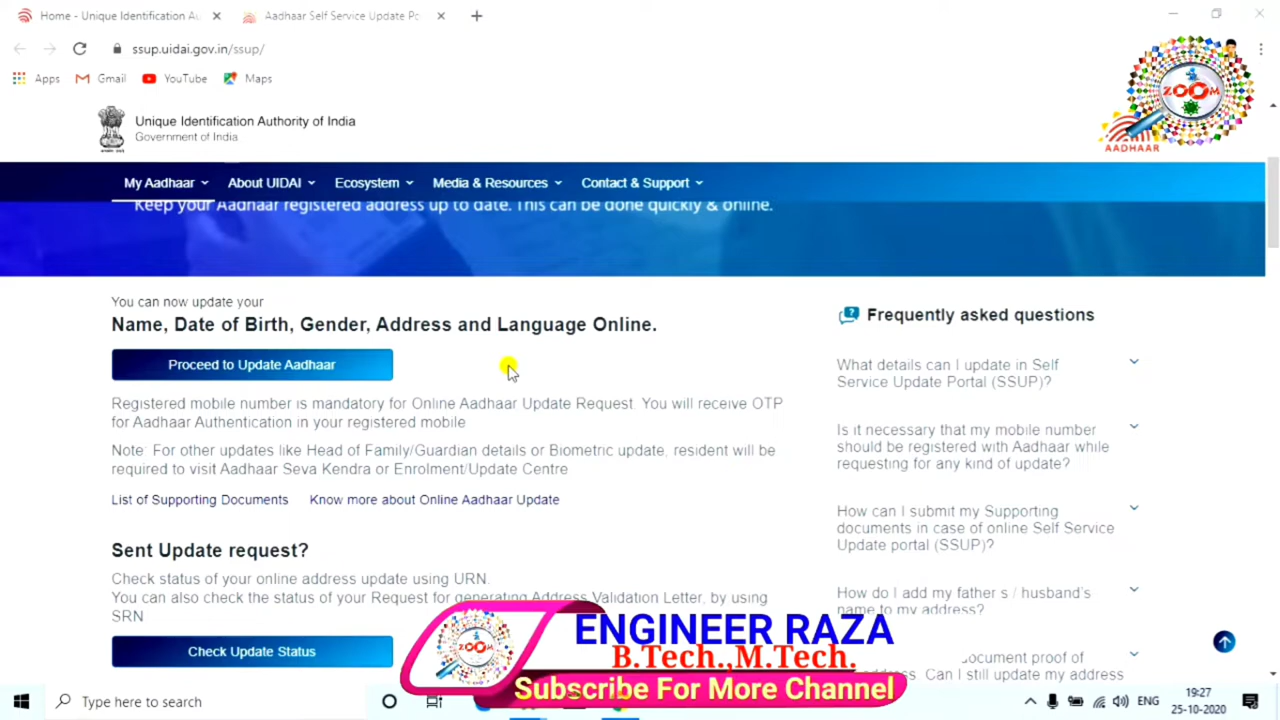 Home - Unique Identification Au
Aadhaar Self Service Update Po
ssup.uidai.gov.in/ssup/
Apps
Gmail
YouTube
Maps
ZOOM
AADHAAR
Unique Identification Authority of India
Government of India
My Aadhaar
About UIDAI
Ecosystem
Media & Resources
Contact & Support
Keep your Aadhaar registered address up to date. This can be done quickly & online.
You can now update your
Name, Date of Birth, Gender, Address and Language Online.
Proceed to Update Aadhaar
Registered mobile number is mandatory for Online Aadhaar Update Request. You will receive OTP
for Aadhaar Authentication in your registered mobile
Note: For other updates like Head of Family/Guardian details or Biometric update, resident will be
required to visit Aadhaar Seva Kendra or Enrolment/Update Centre
List of Supporting Documents
Know more about Online Aadhaar Update
Sent Update request?
Check status of your online address update using URN.
You can also check the status of your Request for generating Address Validation Letter, by using
SRN
Check Update Status
Frequently asked questions
What details can I update in Self
Service Update Portal (SSUP)?
Is it necessary that my mobile number
should be registered with Aadhaar while
requesting for any kind of update?
How can I submit my Supporting
documents in case of online Self Service
Update portal (SSUP)?
How do I add my father s / husband's
name to my address?
ocument proof of
address. Can I still update my address
ZOOM
ENGINEER RAZA
B.Tech.,M.Tech.
Subscribe For More Channel
Type here to search
ENG
19:27
25-10-2020